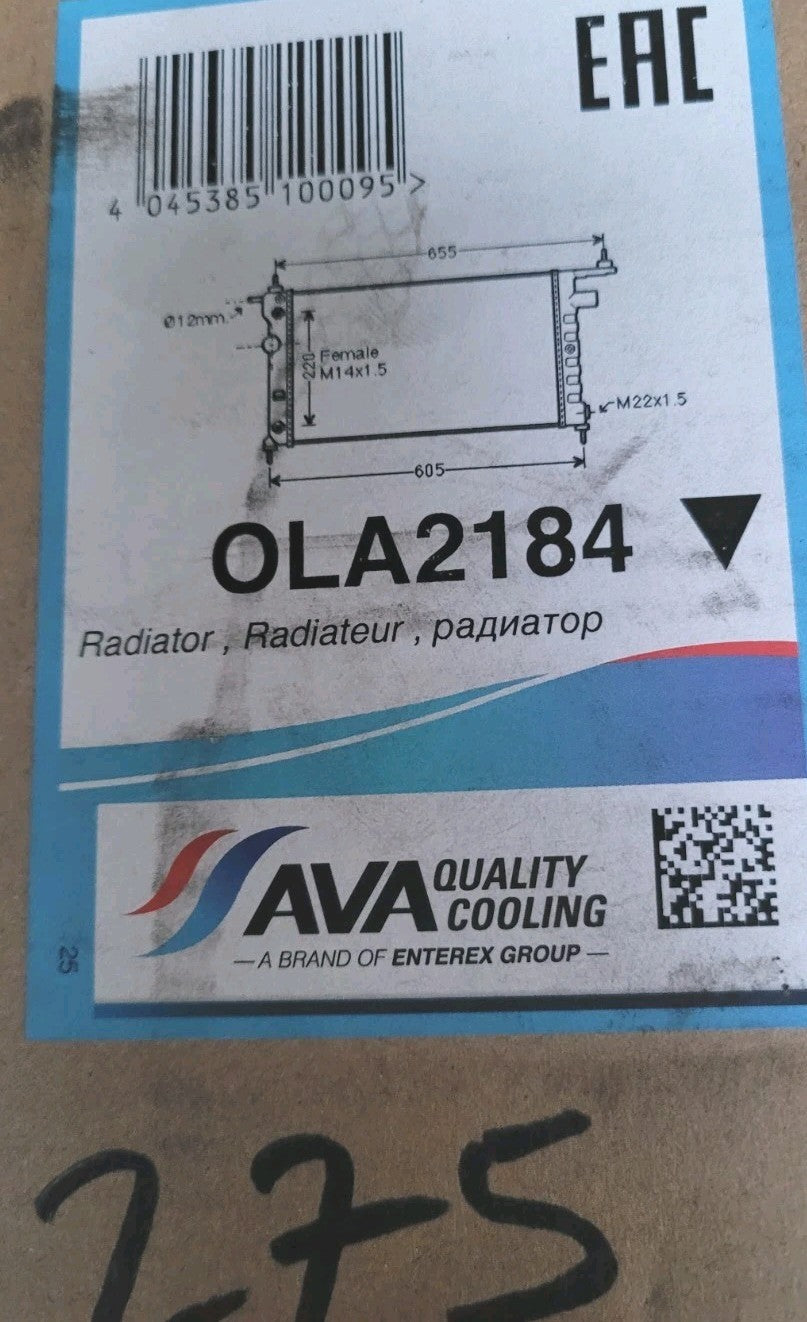 EAC
4 045385 100095 >
655
Ø12mm.
220
Female
M14x1.5
M22x1.5
605
OLA2184
Radiator , Radiateur , радиатор
AVA QUALITY
COOLING
— A BRAND OF ENTEREX GROUP —
25
275